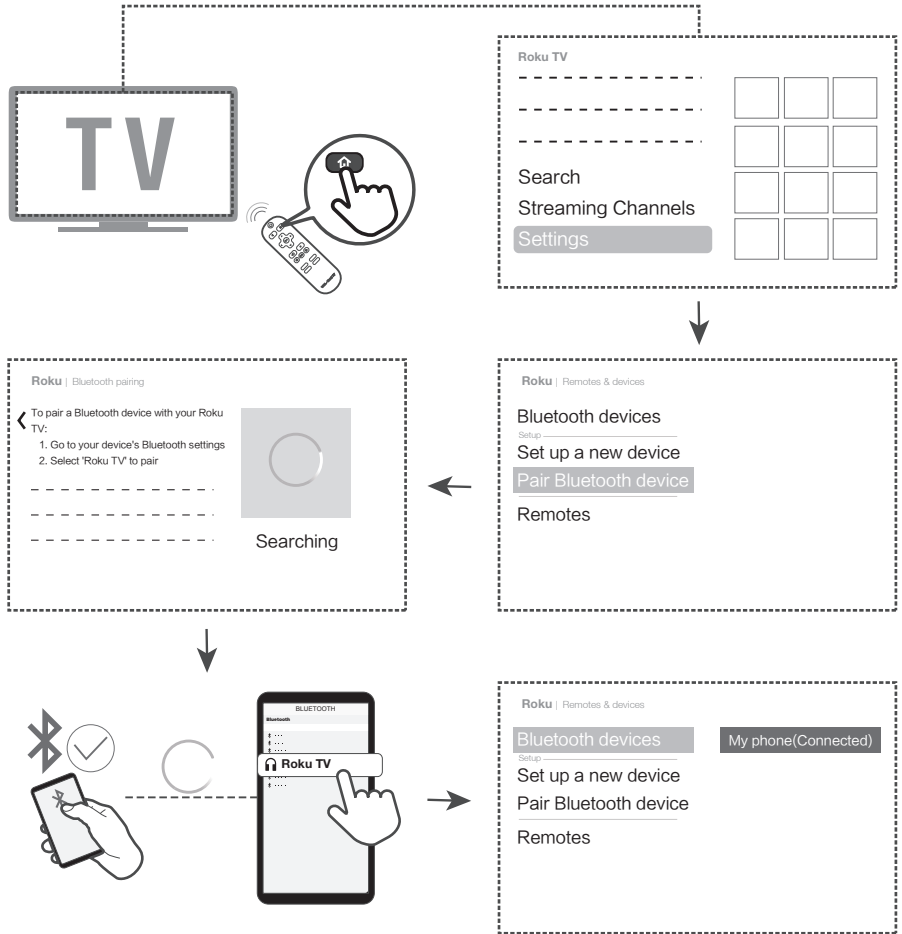 TV
Roku TV
Search
Streaming Channels
Settings
Roku | Remotes & devices
Bluetooth devices
Setup
Set up a new device
Pair Bluetooth device
Remotes
Roku | Bluetooth pairing
To pair a Bluetooth device with your Roku
TV:
1. Go to your device's Bluetooth settings
2. Select 'Roku TV' to pair
Searching
BLUETOOTH
Bluetooth
Roku TV
Roku | Remotes & devices
Bluetooth devices
My phone(Connected)
Setup
Set up a new device
Pair Bluetooth device
Remotes